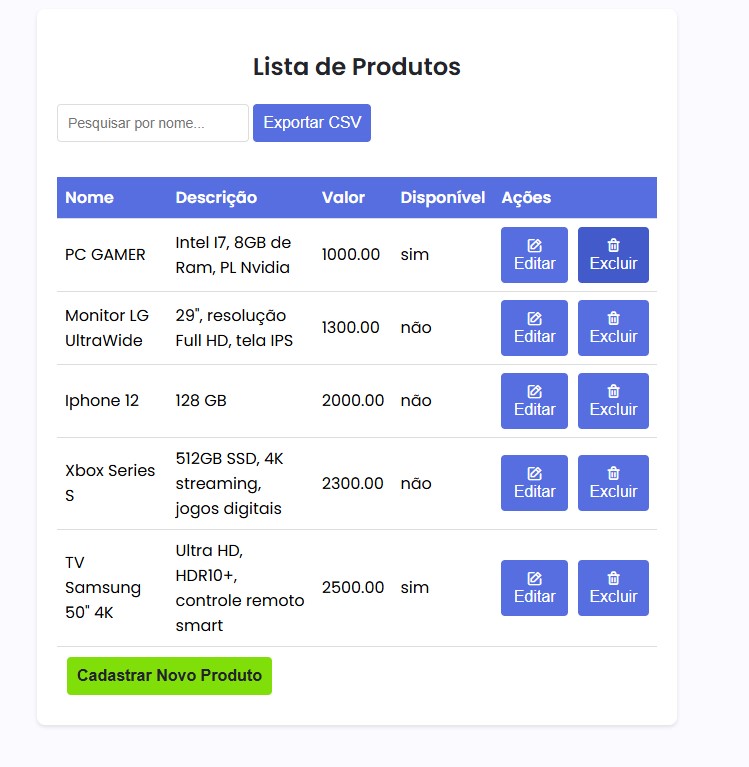 Lista de Produtos
Pesquisar por nome... Exportar CSV
Nome Descrição Valor Disponível Ações
PC GAMER Intel I7, 8GB de Ram, PL Nvidia 1000.00 sim Editar Excluir
Monitor LG UltraWide 29", resolução Full HD, tela IPS 1300.00 não Editar Excluir
Iphone 12 128 GB 2000.00 não Editar Excluir
Xbox Series S 512GB SSD, 4K streaming, jogos digitais 2300.00 não Editar Excluir
TV Samsung 50" 4K Ultra HD, HDR10+, controle remoto smart 2500.00 sim Editar Excluir
Cadastrar Novo Produto